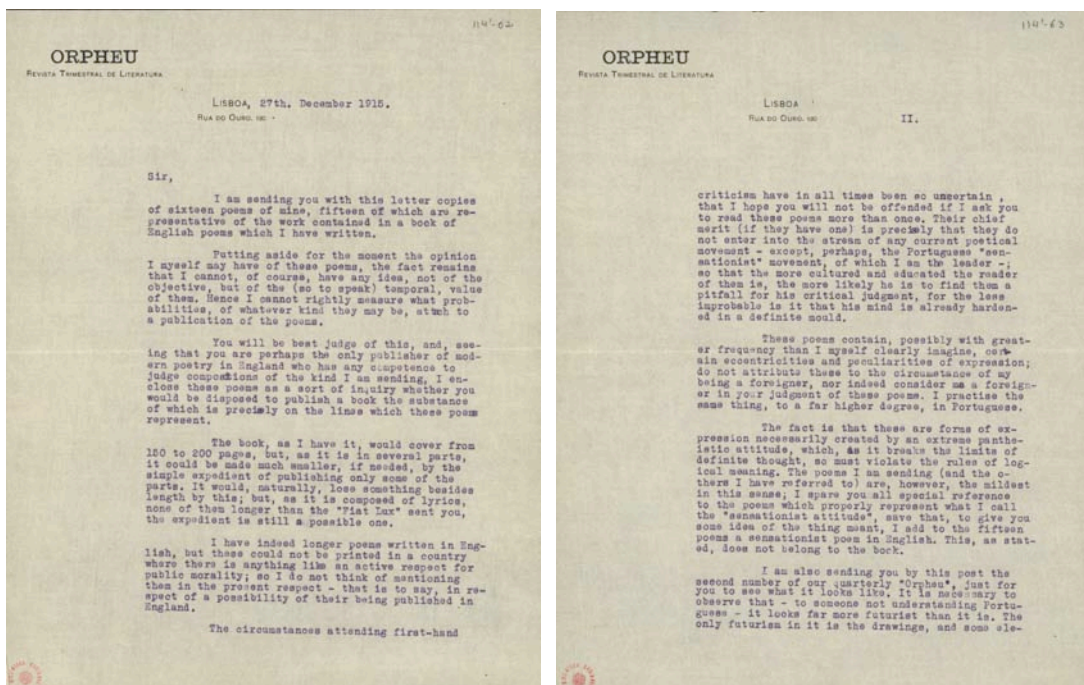 114¹-62
ORPHEU
REVISTA TRIMESTRAL DE LITERATURA
LISBOA, 27th. December 1915.
RUA DO OURO, 190
Sir,
I am sending you with this letter copies
of sixteen poems of mine, fifteen of which are re-
presentative of the work contained in a book of
English poems which I have written.
Putting aside for the moment the opinion
I myself may have of these poems, the fact remains
that I cannot, of course, have any idea, not of the
objective, but of the (so to speak) temporal, value
of them. Hence I cannot rightly measure what prob-
abilities, of whatever kind they may be, attach to
a publication of the poems.
You will be best judge of this, and, see-
ing that you are perhaps the only publisher of mod-
ern poetry in England who has any competence to
judge compositions of the kind I am sending, I en-
close these poems as a sort of inquiry whether you
would be disposed to publish a book the substance
of which is precisely on the lines which these poems
represent.
The book, as I have it, would cover from
150 to 200 pages, but, as it is in several parts,
it could be made much smaller, if needed, by the
simple expedient of publishing only some of the
parts. It would, naturally, lose something besides
length by this; but, as it is composed of lyrics,
none of them longer than the "Fiat Lux" sent you,
the expedient is still a possible one.
I have indeed longer poems written in Eng-
lish, but these could not be printed in a country
where there is anything like an active respect for
public morality; so I do not think of mentioning
them in the present respect - that is to say, in re-
spect of a possibility of their being published in
England.
The circumstances attending first-hand
114¹-63
ORPHEU
REVISTA TRIMESTRAL DE LITERATURA
LISBOA
RUA DO OURO, 190
II.
criticism have in all times been so uncertain ,
that I hope you will not be offended if I ask you
to read these poems more than once. Their chief
merit (if they have one) is precisely that they do
not enter into the stream of any current poetical
movement - except, perhaps, the Portuguese "sen-
sationist" movement, of which I am the leader -;
so that the more cultured and educated the reader
of them is, the more likely he is to find them a
pitfall for his critical judgment, for the less
improbable is it that his mind is already harden-
ed in a definite mould.
These poems contain, possibly with great-
er frequency than I myself clearly imagine, cert-
ain eccentricities and peculiarities of expression;
do not attribute these to the circumstance of my
being a foreigner, nor indeed consider me a foreign-
er in your judgment of these poems. I practise the
same thing, to a far higher degree, in Portuguese.
The fact is that these are forms of ex-
pression necessarily created by an extreme panthe-
istic attitude, which, as it breaks the limits of
definite thought, so must violate the rules of log-
ical meaning. The poems I am sending (and the o-
thers I have referred to) are, however, the mildest
in this sense; I spare you all special reference
to the poems which properly represent what I call
the "sensationist attitude", save that, to give you
some idea of the thing meant, I add to the fifteen
poems a sensationist poem in English. This, as stat-
ed, does not belong to the book.
I am also sending you by this post the
second number of our quarterly "Orpheu", just for
you to see what it looks like. It is necessary to
observe that - to someone not understanding Portu-
guese - it looks far more futurist than it is. The
only futurism in it is the drawings, and some ele-